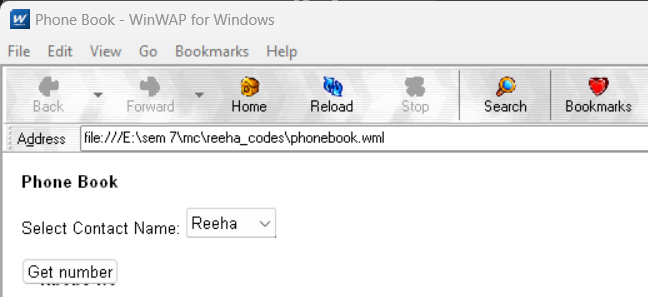 Phone Book - WinWAP for Windows
File Edit View Go Bookmarks Help
Back Forward Home Reload Stop Search Bookmarks
Address file:///E:\sem 7\mc\reeha_codes\phonebook.wml
Phone Book
Select Contact Name: Reeha
Get number